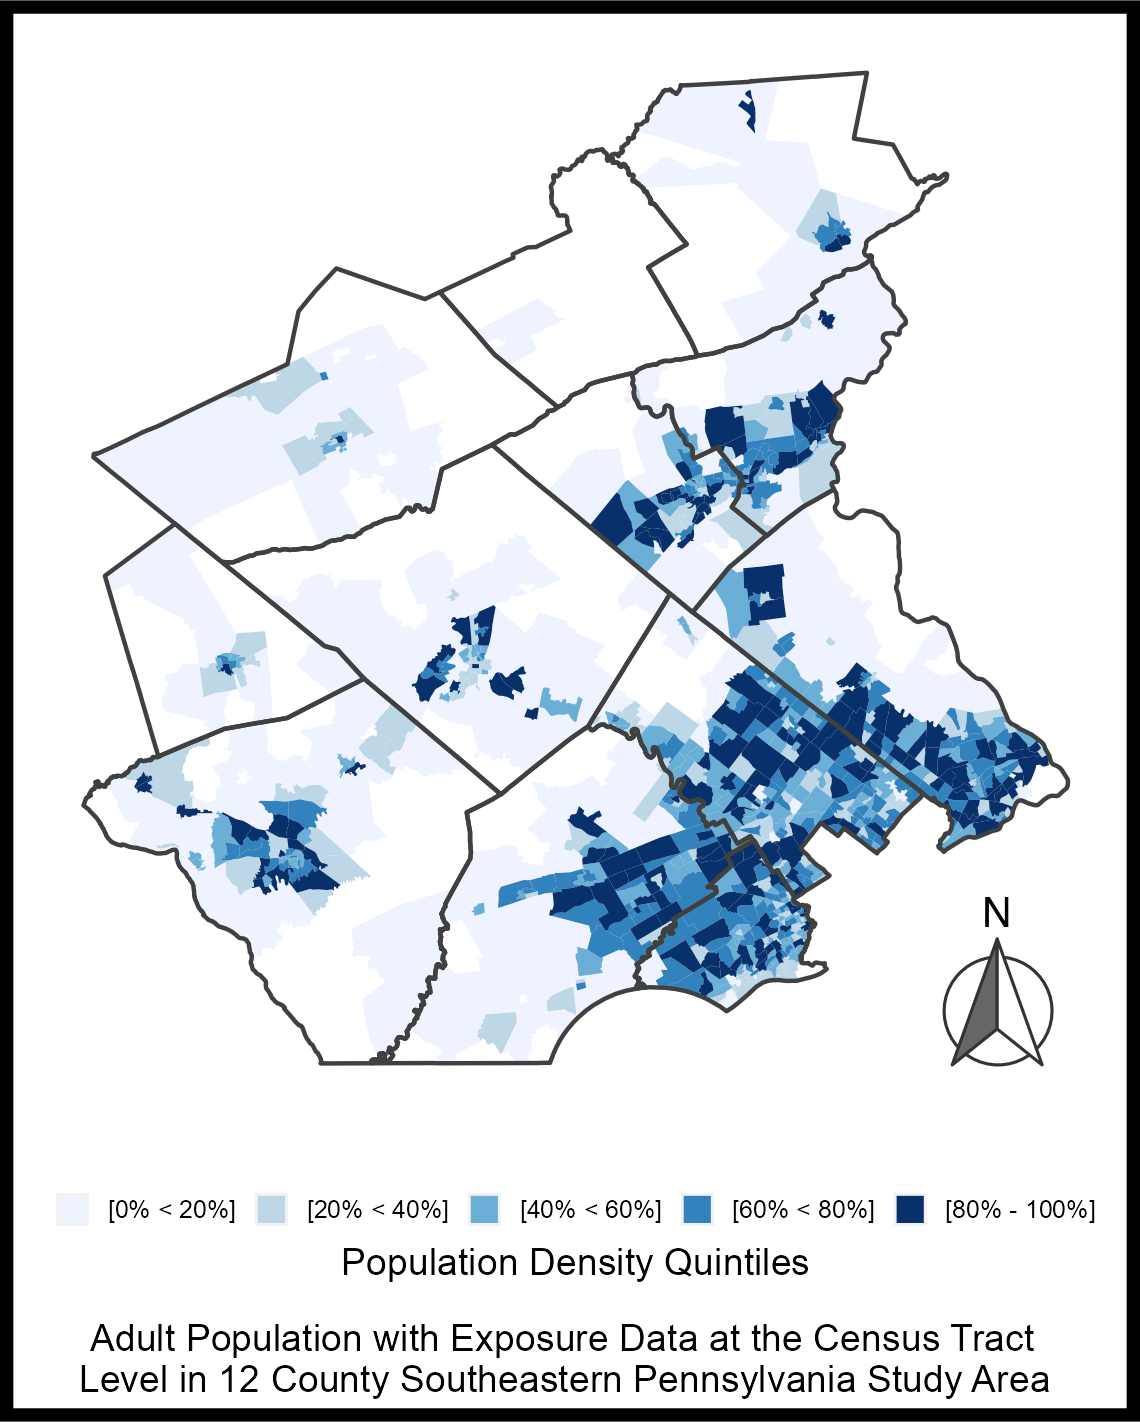 N
[0% < 20%] [20% < 40%] [40% < 60%] [60% < 80%] [80% - 100%]
Population Density Quintiles
Adult Population with Exposure Data at the Census Tract
Level in 12 County Southeastern Pennsylvania Study Area